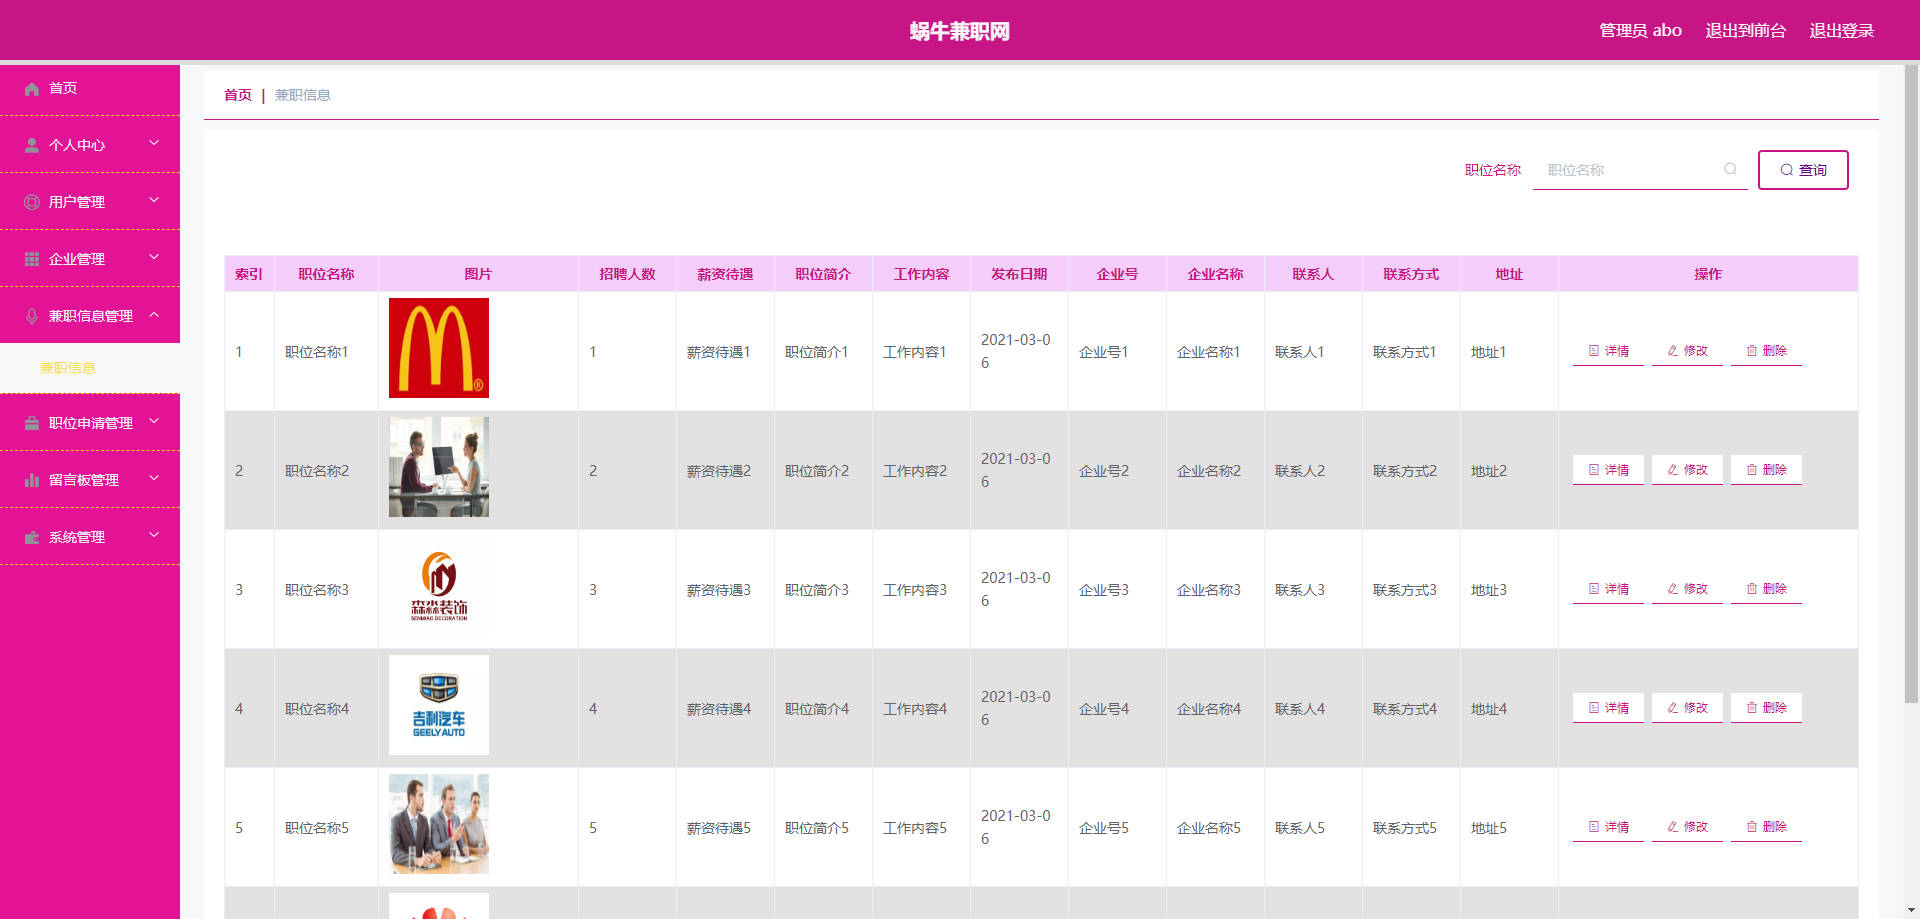 蜗牛兼职网
管理员 abo 退出到前台 退出登录
首页
个人中心
用户管理
企业管理
兼职信息管理
兼职信息
职位申请管理
留言板管理
系统管理
首页 | 兼职信息
职位名称 职位名称 查询
索引 职位名称 图片 招聘人数 薪资待遇 职位简介 工作内容 发布日期 企业号 企业名称 联系人 联系方式 地址 操作
1 职位名称1 ® 1 薪资待遇1 职位简介1 工作内容1 2021-03-0
6 企业号1 企业名称1 联系人1 联系方式1 地址1 详情 修改 删除
2 职位名称2 2 薪资待遇2 职位简介2 工作内容2 2021-03-0
6 企业号2 企业名称2 联系人2 联系方式2 地址2 详情 修改 删除
3 职位名称3 3 薪资待遇3 职位简介3 工作内容3 2021-03-0
6 企业号3 企业名称3 联系人3 联系方式3 地址3 详情 修改 删除
森淼装饰
SENMIAO DECORATION
4 职位名称4 4 薪资待遇4 职位简介4 工作内容4 2021-03-0
6 企业号4 企业名称4 联系人4 联系方式4 地址4 详情 修改 删除
吉利汽车
GEELY AUTO
5 职位名称5 5 薪资待遇5 职位简介5 工作内容5 2021-03-0
6 企业号5 企业名称5 联系人5 联系方式5 地址5 详情 修改 删除